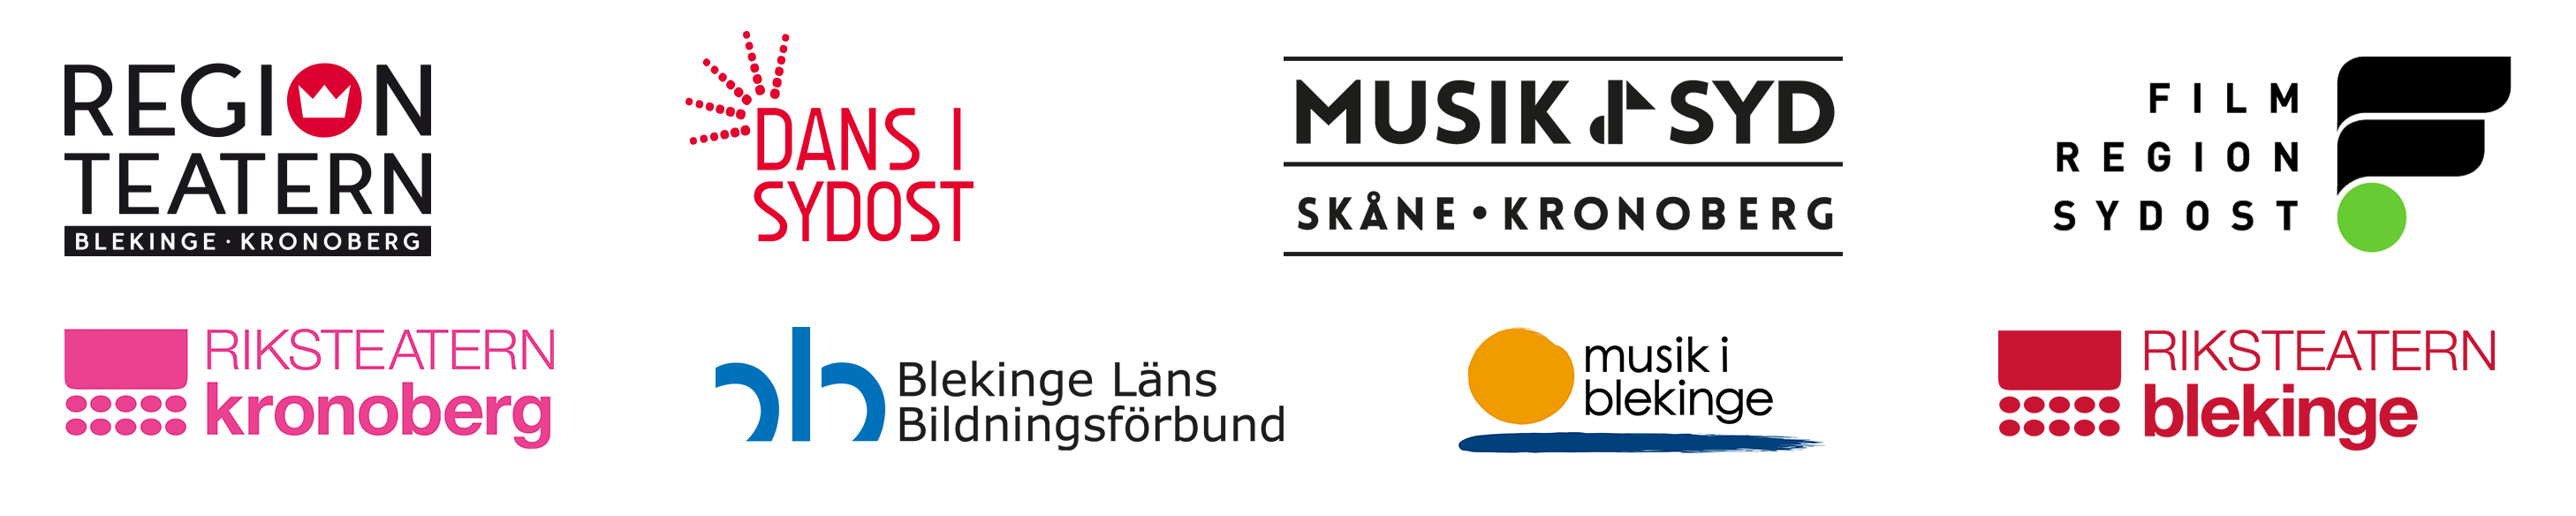 REGION
TEATERN
BLEKINGE · KRONOBERG
DANS I
SYDOST
MUSIK SYD
SKÅNE • KRONOBERG
FILM
REGION
SYDOST
RIKSTEATERN
kronoberg
Blekinge Läns
Bildningsförbund
musik i
blekinge
RIKSTEATERN
blekinge